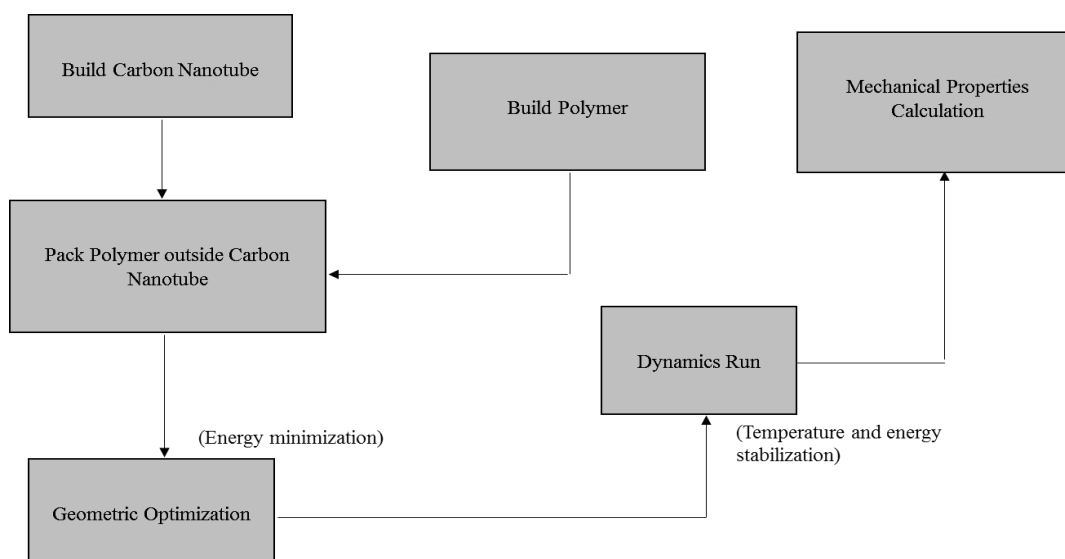 Build Carbon Nanotube
Build Polymer
Mechanical Properties
Calculation
Pack Polymer outside Carbon
Nanotube
Dynamics Run
(Energy minimization)
(Temperature and energy
stabilization)
Geometric Optimization